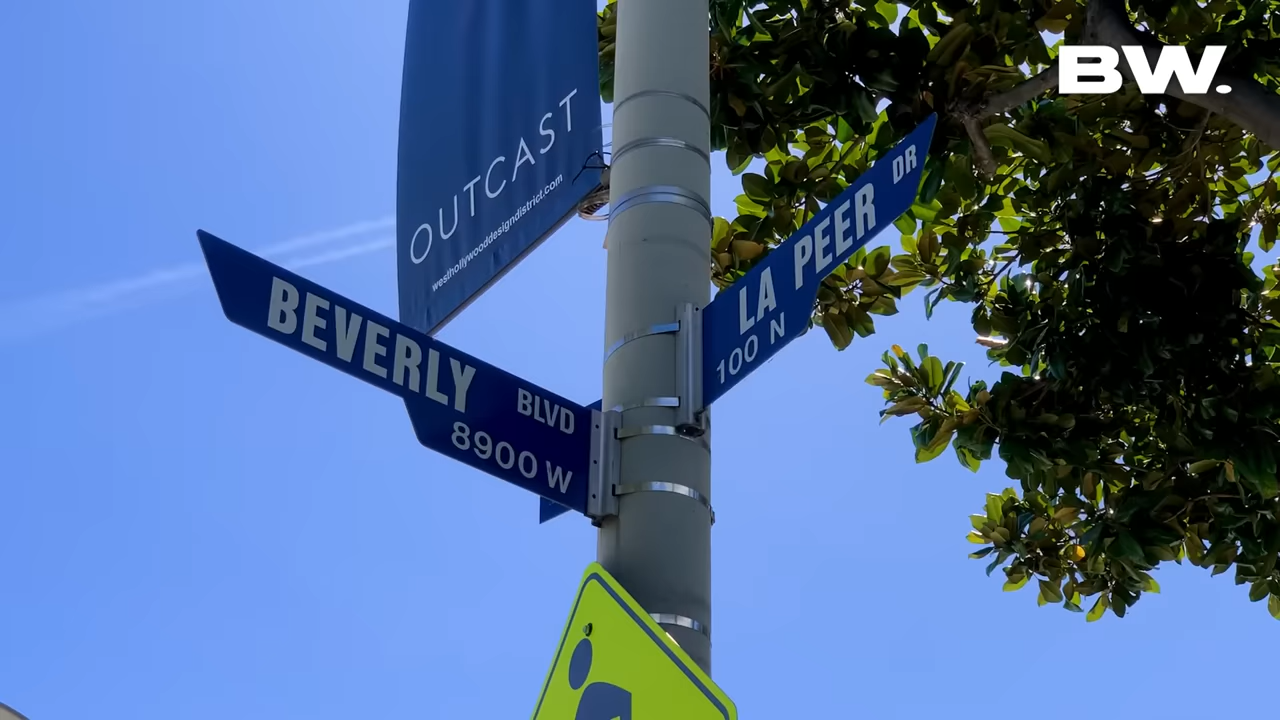 BW.
OUTCAST
westhollywooddesigndistrict.com
LA PEER DR
100 N
BEVERLY BLVD
8900 W